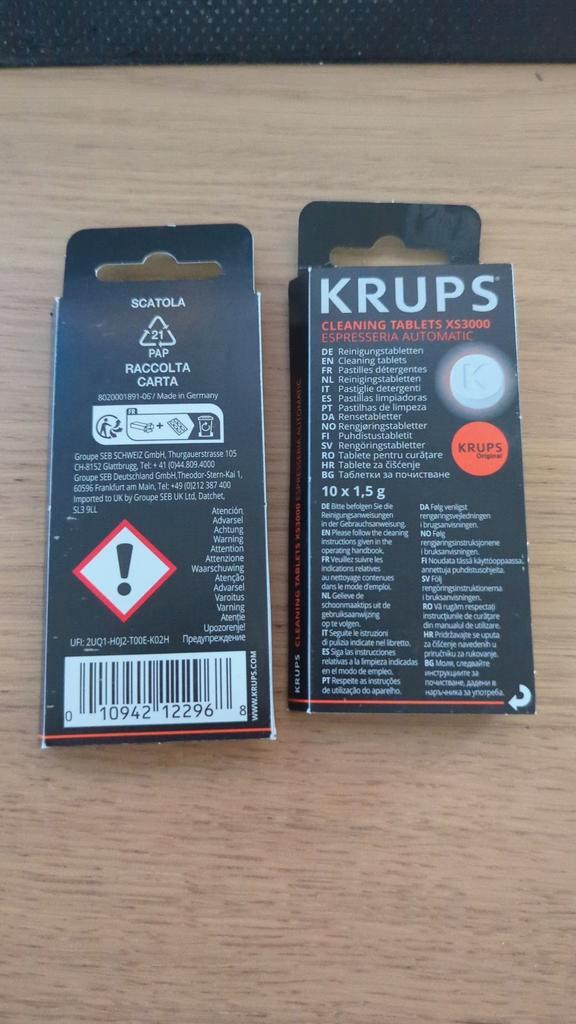 SCATOLA
21
PAP
RACCOLTA
CARTA
8020001891-06 / Made in Germany
FR
Groupe SEB SCHWEIZ GmbH, Thurgauerstrasse 105
CH-8152 Glattbrugg, Tel: + 41 (0)44.809.4000
Groupe SEB Deutschland GmbH,Theodor-Stern-Kai 1,
60596 Frankfurt am Main, Tel: +49 (0)212 387 400
Imported to UK by Groupe SEB UK Ltd, Datchet,
SL3 9LL
Atención
Advarsel
Achtung
Warning
Attention
Attenzione
Waarschuwing
Atenção
Advarsel
Varoitus
Varning
Atenție
Upozorenje!
Предупреждение
UFI: 2UQ1-H0J2-T00E-K02H
0 10942 12296 8
WWW.KRUPS.COM
KRUPS
CLEANING TABLETS XS3000
ESPRESSERIA AUTOMATIC
DE Reinigungstabletten
EN Cleaning tablets
FR Pastilles détergentes
NL Reinigingstabletten
IT Pastiglie detergenti
ES Pastillas limpiadoras
PT Pastilhas de limpeza
DA Rensetabletter
NO Rengjøringstabletter
FI Puhdistustabletit
SV Rengöringstabletter
RO Tablete pentru curățare
HR Tablete za čišćenje
BG Таблетки за почистване
K
KRUPS
Original
10 x 1,5 g
DE Bitte befolgen Sie die
Reinigungsanweisungen
in der Gebrauchsanweisung.
EN Please follow the cleaning
instructions given in the
operating handbook.
FR Veuillez suivre les
indications relatives
au nettoyage contenues
dans le mode d'emploi.
NL Gelieve de
schoonmaaktips uit de
gebruiksaanwijzing
op te volgen.
IT Seguite le istruzioni
di pulizia indicate nel libretto.
ES Siga las instrucciones
relativas a la limpieza indicadas
en el modo de empleo.
PT Respeite as instruções
de utilização do aparelho.
DA Følg venligst
rengøringsvejledningen
i brugsanvisningen.
NO Følg
rengjøringsinstruksjonene
i bruksanvisningen.
FI Noudata tässä käyttöoppaassa
annettuja puhdistusohjeita.
SV Följ
rengöringsinstruktionerna
i bruksanvisningen.
RO Vă rugăm respectați
instrucțiunile de curățare
din manualul de utilizare.
HR Pridržavajte se uputa
za čišćenje navedenih u
priručniku za rukovanje.
BG Моля, следвайте
инструкциите за
почистване, дадени в
наръчника за употреба.
KRUPS CLEANING TABLETS XS3000 ESPRESSERIA AUTOMATIC